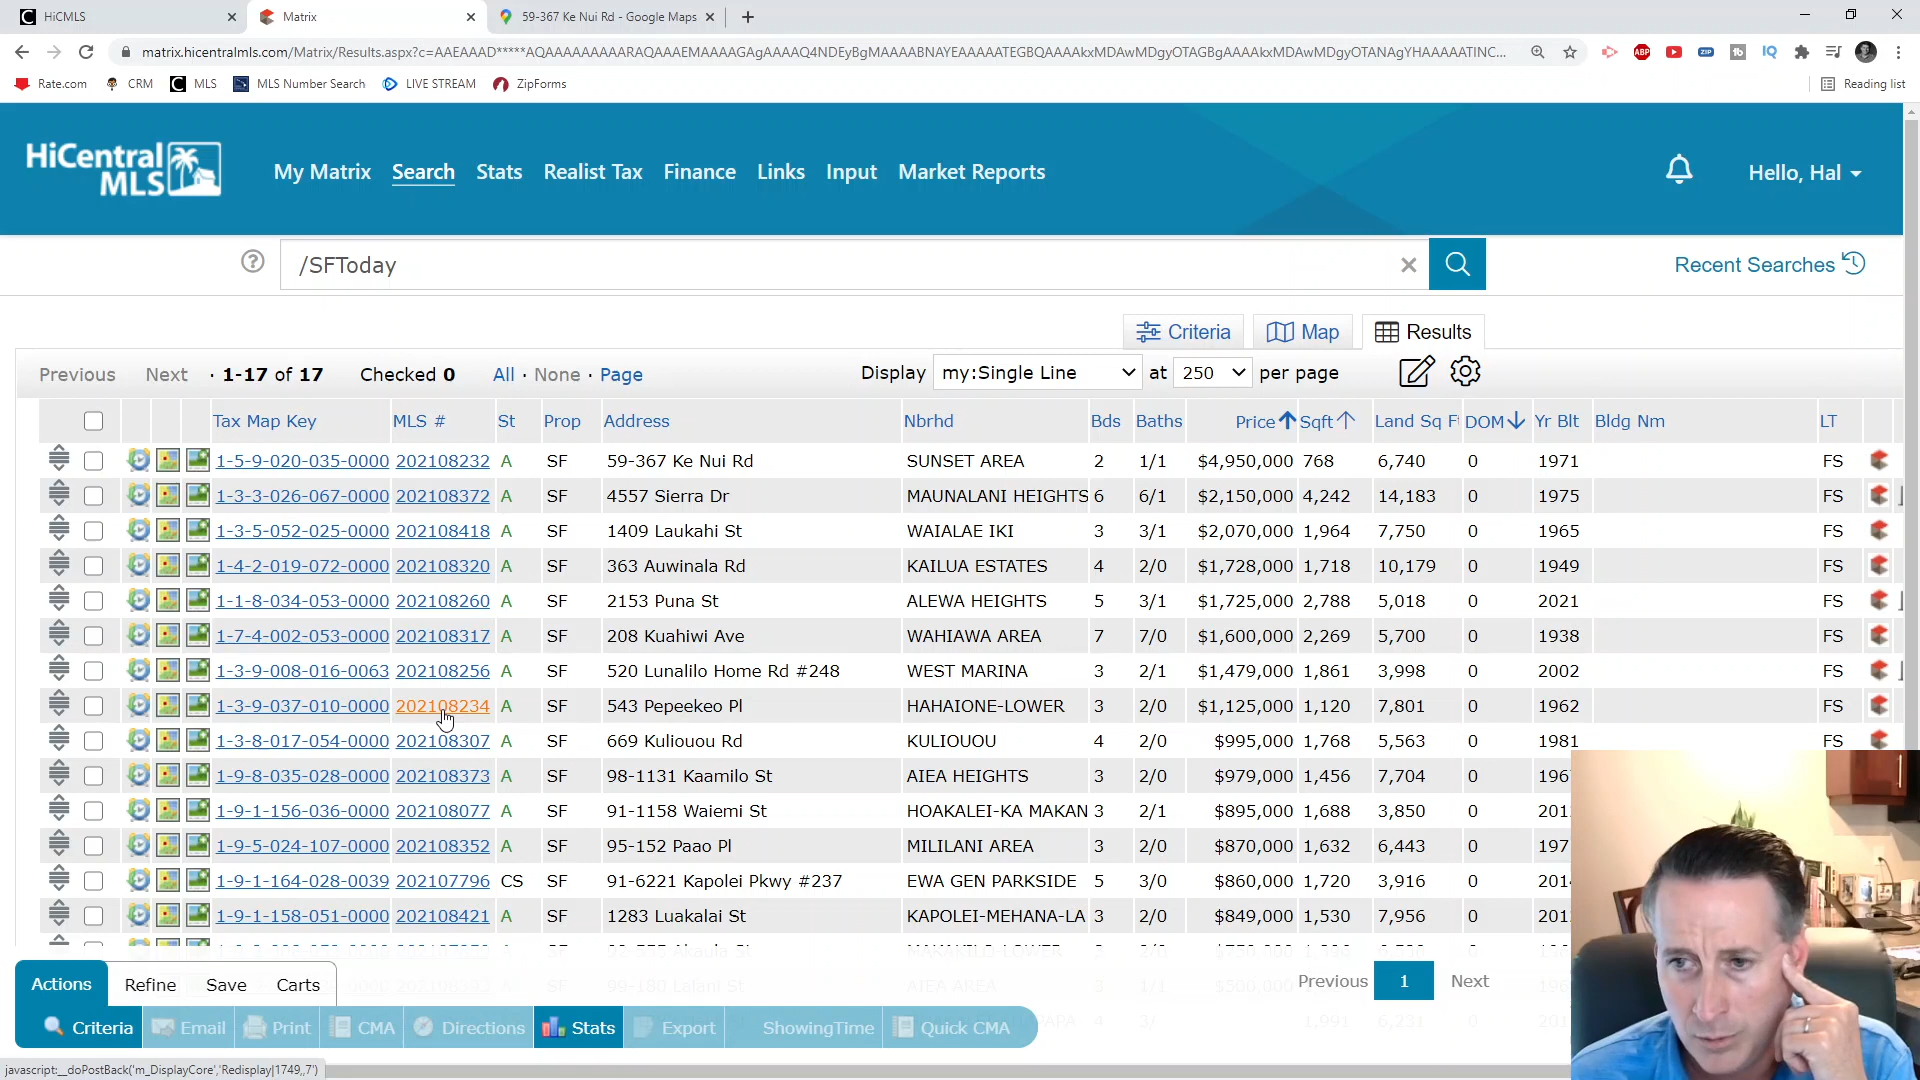 HiCMLS
Matrix
59-367 Ke Nui Rd - Google Maps
matrix.hicentralmls.com/Matrix/Results.aspx?c=AAEAAAD*****AQAAAAAAAAARAQAAAEMAAAAGAgAAAAQ4NDEyBgMAAAABNAYEAAAAATEGBQAAAAkxMDAwMDgyOTAGBgAAAAkxMDAwMDgyOTANAgYHAAAAATINC...
Rate.com CRM MLS MLS Number Search LIVE STREAM ZipForms Reading list
HiCentral MLS
My Matrix Search Stats Realist Tax Finance Links Input Market Reports Hello, Hal
/SFToday
Recent Searches
Criteria Map Results
Previous Next · 1-17 of 17 Checked 0 All · None · Page Display my:Single Line at 250 per page
Tax Map Key MLS # St Prop Address Nbrhd Bds Baths Price Sqft Land Sq F DOM Yr Blt Bldg Nm LT
1-5-9-020-035-0000 202108232 A SF 59-367 Ke Nui Rd SUNSET AREA 2 1/1 $4,950,000 768 6,740 0 1971 FS
1-3-3-026-067-0000 202108372 A SF 4557 Sierra Dr MAUNALANI HEIGHTS 6 6/1 $2,150,000 4,242 14,183 0 1975 FS
1-3-5-052-025-0000 202108418 A SF 1409 Laukahi St WAIALAE IKI 3 3/1 $2,070,000 1,964 7,750 0 1965 FS
1-4-2-019-072-0000 202108320 A SF 363 Auwinala Rd KAILUA ESTATES 4 2/0 $1,728,000 1,718 10,179 0 1949 FS
1-1-8-034-053-0000 202108260 A SF 2153 Puna St ALEWA HEIGHTS 5 3/1 $1,725,000 2,788 5,018 0 2021 FS
1-7-4-002-053-0000 202108317 A SF 208 Kuahiwi Ave WAHIAWA AREA 7 7/0 $1,600,000 2,269 5,700 0 1938 FS
1-3-9-008-016-0063 202108256 A SF 520 Lunalilo Home Rd #248 WEST MARINA 3 2/1 $1,479,000 1,861 3,998 0 2002 FS
1-3-9-037-010-0000 202108234 A SF 543 Pepeekeo Pl HAHAIONE-LOWER 3 2/0 $1,125,000 1,120 7,801 0 1962 FS
1-3-8-017-054-0000 202108307 A SF 669 Kuliouou Rd KULIOUOU 4 2/0 $995,000 1,768 5,563 0 1981 FS
1-9-8-035-028-0000 202108373 A SF 98-1131 Kaamilo St AIEA HEIGHTS 3 2/0 $979,000 1,456 7,704 0 196
1-9-1-156-036-0000 202108077 A SF 91-1158 Waiemi St HOAKALEI-KA MAKAN 3 2/1 $895,000 1,688 3,850 0 201
1-9-5-024-107-0000 202108352 A SF 95-152 Paao Pl MILILANI AREA 3 2/0 $870,000 1,632 6,443 0 197
1-9-1-164-028-0039 202107796 CS SF 91-6221 Kapolei Pkwy #237 EWA GEN PARKSIDE 5 3/0 $860,000 1,720 3,916 0 201
1-9-1-158-051-0000 202108421 A SF 1283 Luakalai St KAPOLEI-MEHANA-LA 3 2/0 $849,000 1,530 7,956 0 201
Actions Refine Save Carts Previous 1 Next
Criteria Email Print CMA Directions Stats Export ShowingTime Quick CMA
javascript:__doPostBack('m_DisplayCore','Redisplay|1749,,7')